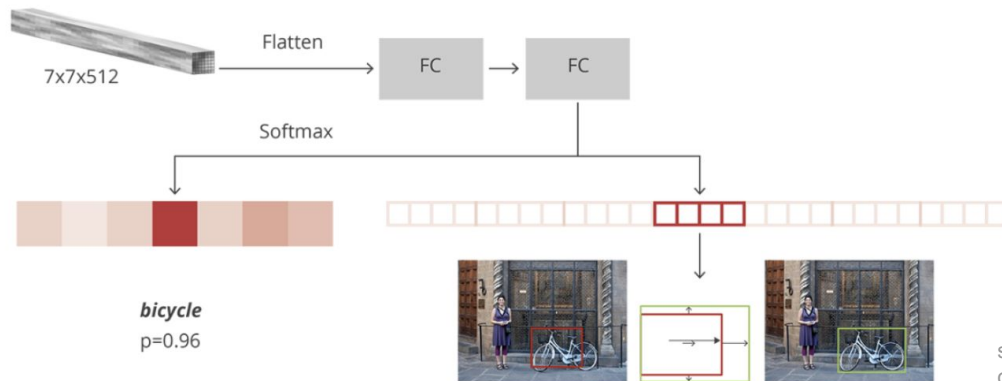 Flatten
7x7x512
FC
FC
Softmax
bicycle
p=0.96